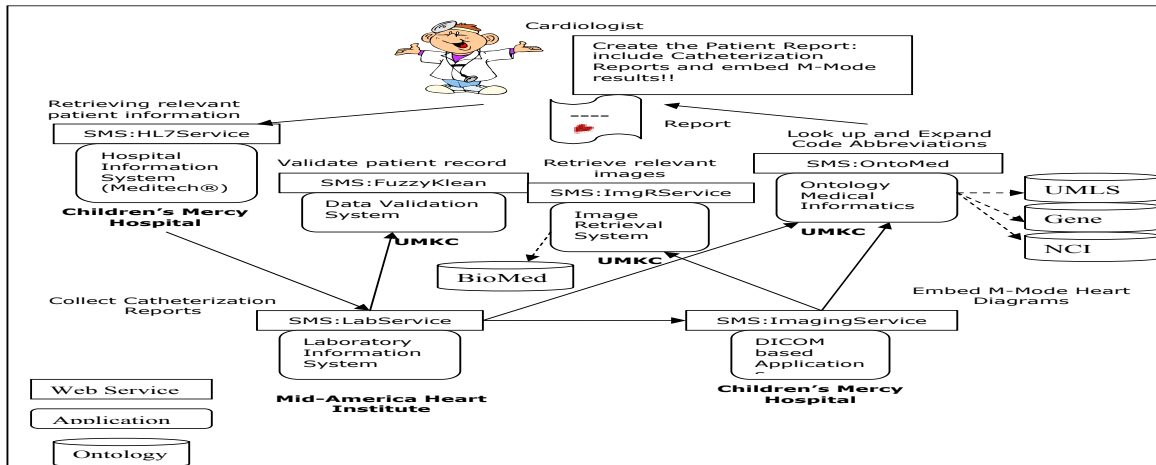 Cardiologist
Create the Patient Report:
include Catheterization
Reports and embed M-Mode
results!!
Report
Retrieving relevant
patient information
SMS:HL7Service
Hospital
Information
System
(Meditech®)
Children's Mercy
Hospital
Validate patient record
SMS:FuzzyKlean
Data Validation
System
UMKC
Retrieve relevant
images
SMS:ImgRService
Image
Retrieval
System
UMKC
BioMed
Look up and Expand
Code Abbreviations
SMS:OntoMed
Ontology
Medical
Informatics
UMKC
UMLS
Gene
NCI
Collect Catheterization
Reports
SMS:LabService
Laboratory
Information
System
Mid-America Heart
Institute
Embed M-Mode Heart
Diagrams
SMS:ImagingService
DICOM
based
Application
s
Children's Mercy
Hospital
Web Service
Application
Ontology